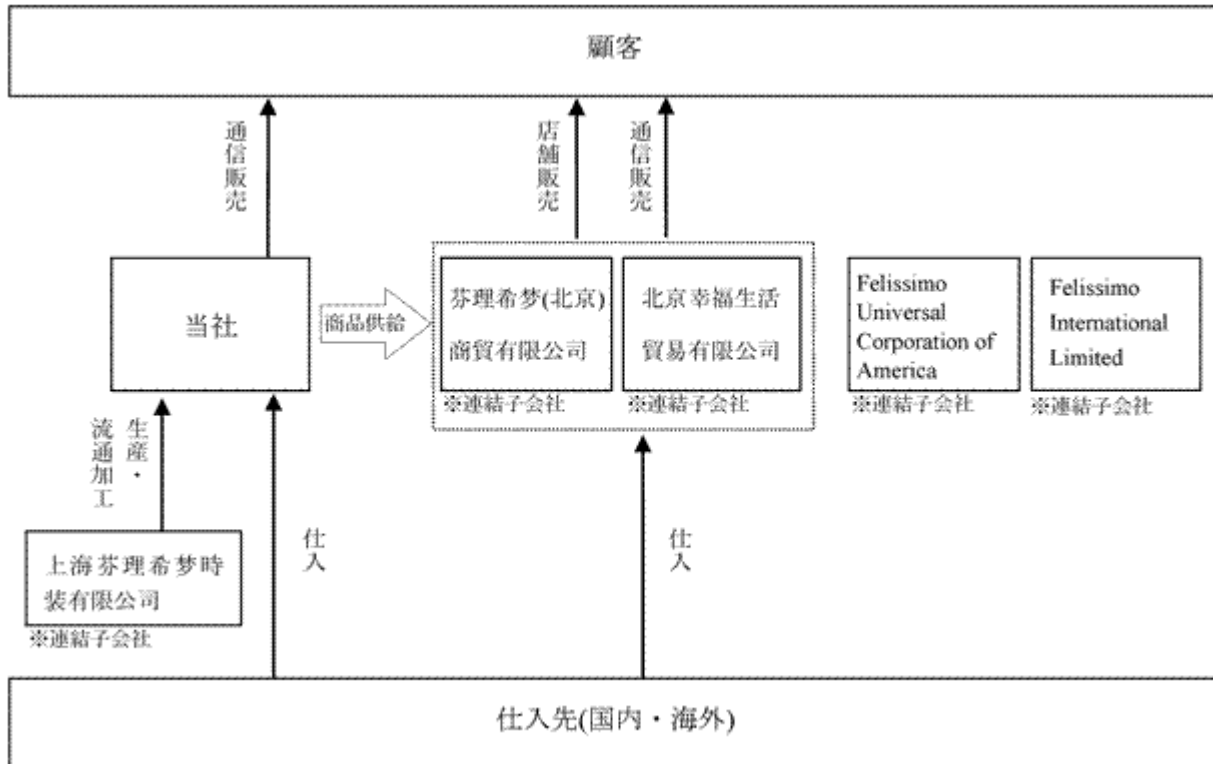 顧客
通信販売
店舗販売
通信販売
当社
商品供給
芬理希梦(北京)
商貿有限公司
※連結子会社
北京幸福生活
貿易有限公司
※連結子会社
Felissimo
Universal
Corporation of
America
※連結子会社
Felissimo
International
Limited
※連結子会社
生産・
流通加工
仕入
仕入
上海芬理希梦時
装有限公司
※連結子会社
仕入先(国内・海外)